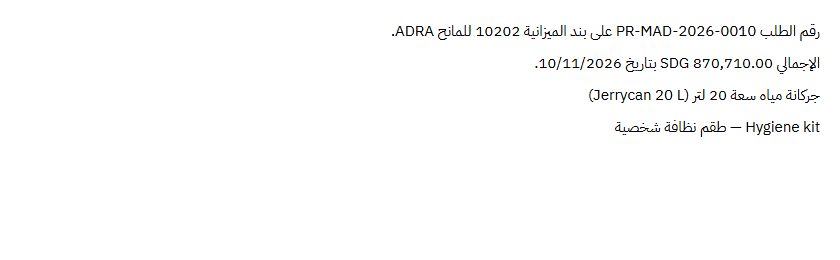 رقم الطلب PR-MAD-2026-0010 على بند الميزانية 10202 للمانح ADRA.
الإجمالي SDG 870,710.00 بتاريخ 10/11/2026.
جركانة مياه سعة 20 لتر (Jerrycan 20 L)
Hygiene kit — طقم نظافة شخصية